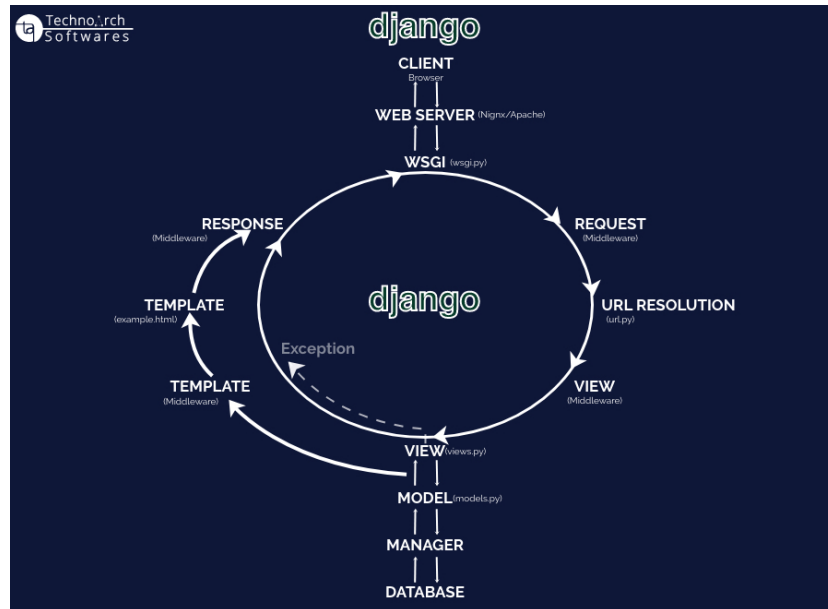 Techno.:rch
Softwares
django
CLIENT
Browser
WEB SERVER (Nignx/Apache)
WSGI (wsgi.py)
RESPONSE
(Middleware)
REQUEST
(Middleware)
django
TEMPLATE
(example.html)
URL RESOLUTION
(url.py)
Exception
TEMPLATE
(Middleware)
VIEW
(Middleware)
VIEW (views.py)
MODEL (models.py)
MANAGER
DATABASE